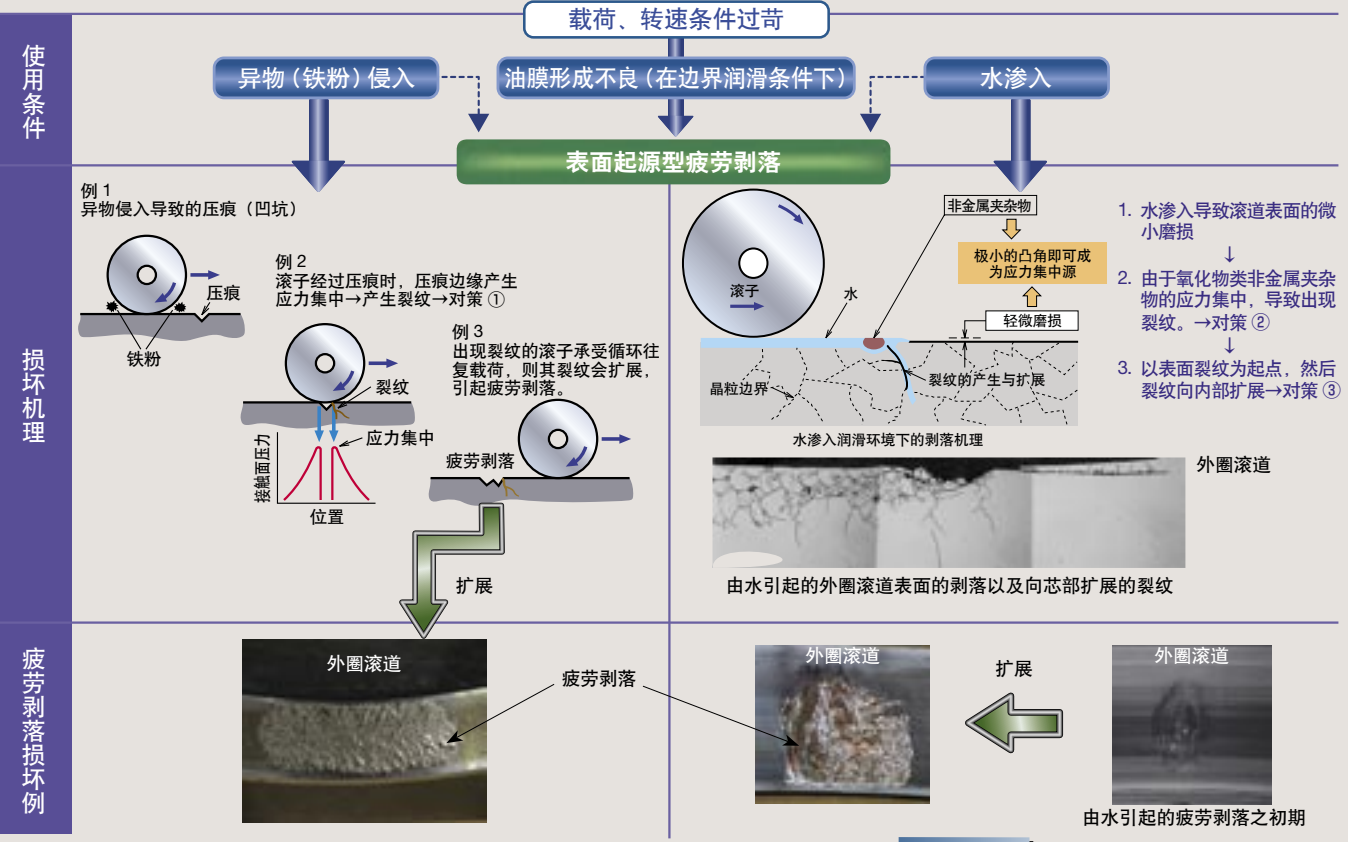 载荷、转速条件过苛
使用条件
异物（铁粉）侵入
油膜形成不良（在边界润滑条件下）
水渗入
表面起源型疲劳剥落
损坏机理
例 1
异物侵入导致的压痕（凹坑）
压痕
铁粉
例 2
滚子经过压痕时，压痕边缘产生
应力集中→产生裂纹→对策 ①
裂纹
应力集中
接触面压力
位置
例 3
出现裂纹的滚子承受循环往
复载荷，则其裂纹会扩展，
引起疲劳剥落。
疲劳剥落
扩展
滚子
水
非金属夹杂物
极小的凸角即可成
为应力集中源
轻微磨损
晶粒边界
裂纹的产生与扩展
水渗入润滑环境下的剥落机理
1. 水渗入导致滚道表面的微
小磨损
↓
2. 由于氧化物类非金属夹杂
物的应力集中，导致出现
裂纹。→对策 ②
↓
3. 以表面裂纹为起点，然后
裂纹向内部扩展→对策 ③
外圈滚道
由水引起的外圈滚道表面的剥落以及向芯部扩展的裂纹
疲劳剥落损坏例
外圈滚道
疲劳剥落
外圈滚道
扩展
外圈滚道
由水引起的疲劳剥落之初期